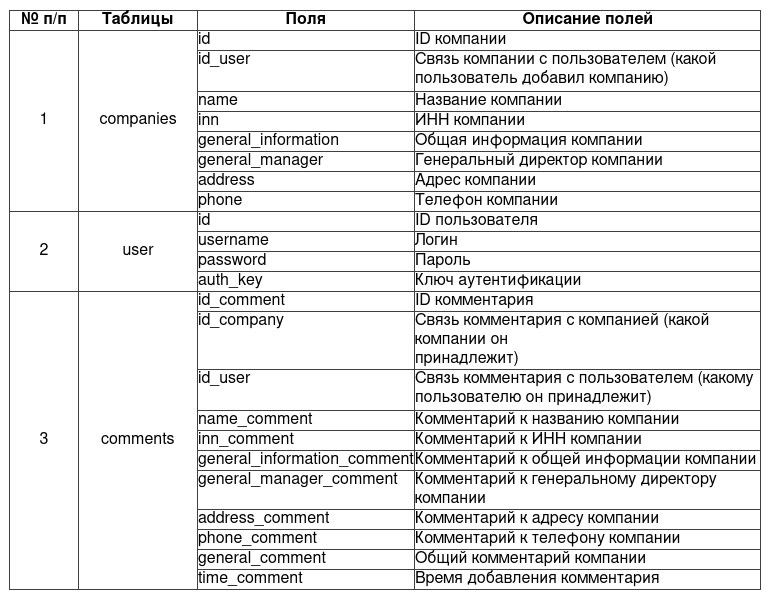 № п/п Таблицы Поля Описание полей
id ID компании
id_user Связь компании с пользователем (какой
пользователь добавил компанию)
name Название компании
1 companies inn ИНН компании
general_information Общая информация компании
general_manager Генеральный директор компании
address Адрес компании
phone Телефон компании
id ID пользователя
2 user username Логин
password Пароль
auth_key Ключ аутентификации
id_comment ID комментария
id_company Связь комментария с компанией (какой
компании он
принадлежит)
id_user Связь комментария с пользователем (какому
пользователю он принадлежит)
name_comment Комментарий к названию компании
3 comments inn_comment Комментарий к ИНН компании
general_information_comment Комментарий к общей информации компании
general_manager_comment Комментарий к генеральному директору
компании
address_comment Комментарий к адресу компании
phone_comment Комментарий к телефону компании
general_comment Общий комментарий компании
time_comment Время добавления комментария